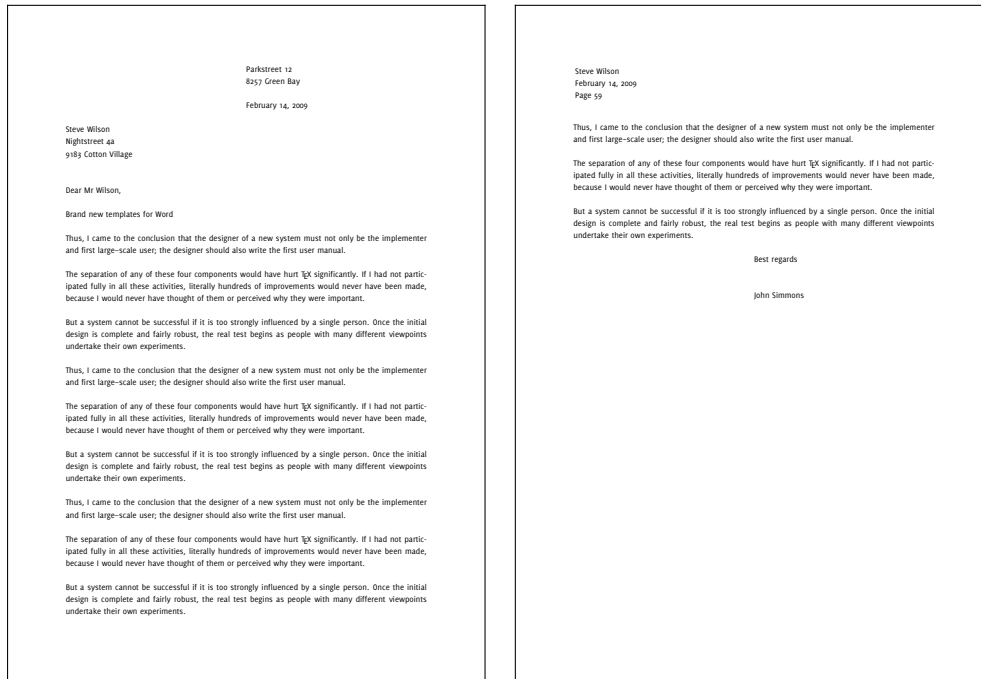 Parkstreet 12
8257 Green Bay
February 14, 2009
Steve Wilson
Nightstreet 4a
9183 Cotton Village
Dear Mr Wilson,
Brand new templates for Word
Thus, I came to the conclusion that the designer of a new system must not only be the implementer
and first large-scale user; the designer should also write the first user manual.
The separation of any of these four components would have hurt TEX significantly. If I had not partic-
ipated fully in all these activities, literally hundreds of improvements would never have been made,
because I would never have thought of them or perceived why they were important.
But a system cannot be successful if it is too strongly influenced by a single person. Once the initial
design is complete and fairly robust, the real test begins as people with many different viewpoints
undertake their own experiments.
Thus, I came to the conclusion that the designer of a new system must not only be the implementer
and first large-scale user; the designer should also write the first user manual.
The separation of any of these four components would have hurt TEX significantly. If I had not partic-
ipated fully in all these activities, literally hundreds of improvements would never have been made,
because I would never have thought of them or perceived why they were important.
But a system cannot be successful if it is too strongly influenced by a single person. Once the initial
design is complete and fairly robust, the real test begins as people with many different viewpoints
undertake their own experiments.
Thus, I came to the conclusion that the designer of a new system must not only be the implementer
and first large-scale user; the designer should also write the first user manual.
The separation of any of these four components would have hurt TEX significantly. If I had not partic-
ipated fully in all these activities, literally hundreds of improvements would never have been made,
because I would never have thought of them or perceived why they were important.
But a system cannot be successful if it is too strongly influenced by a single person. Once the initial
design is complete and fairly robust, the real test begins as people with many different viewpoints
undertake their own experiments.
Steve Wilson
February 14, 2009
Page 59
Thus, I came to the conclusion that the designer of a new system must not only be the implementer
and first large-scale user; the designer should also write the first user manual.
The separation of any of these four components would have hurt TEX significantly. If I had not partic-
ipated fully in all these activities, literally hundreds of improvements would never have been made,
because I would never have thought of them or perceived why they were important.
But a system cannot be successful if it is too strongly influenced by a single person. Once the initial
design is complete and fairly robust, the real test begins as people with many different viewpoints
undertake their own experiments.
Best regards
John Simmons